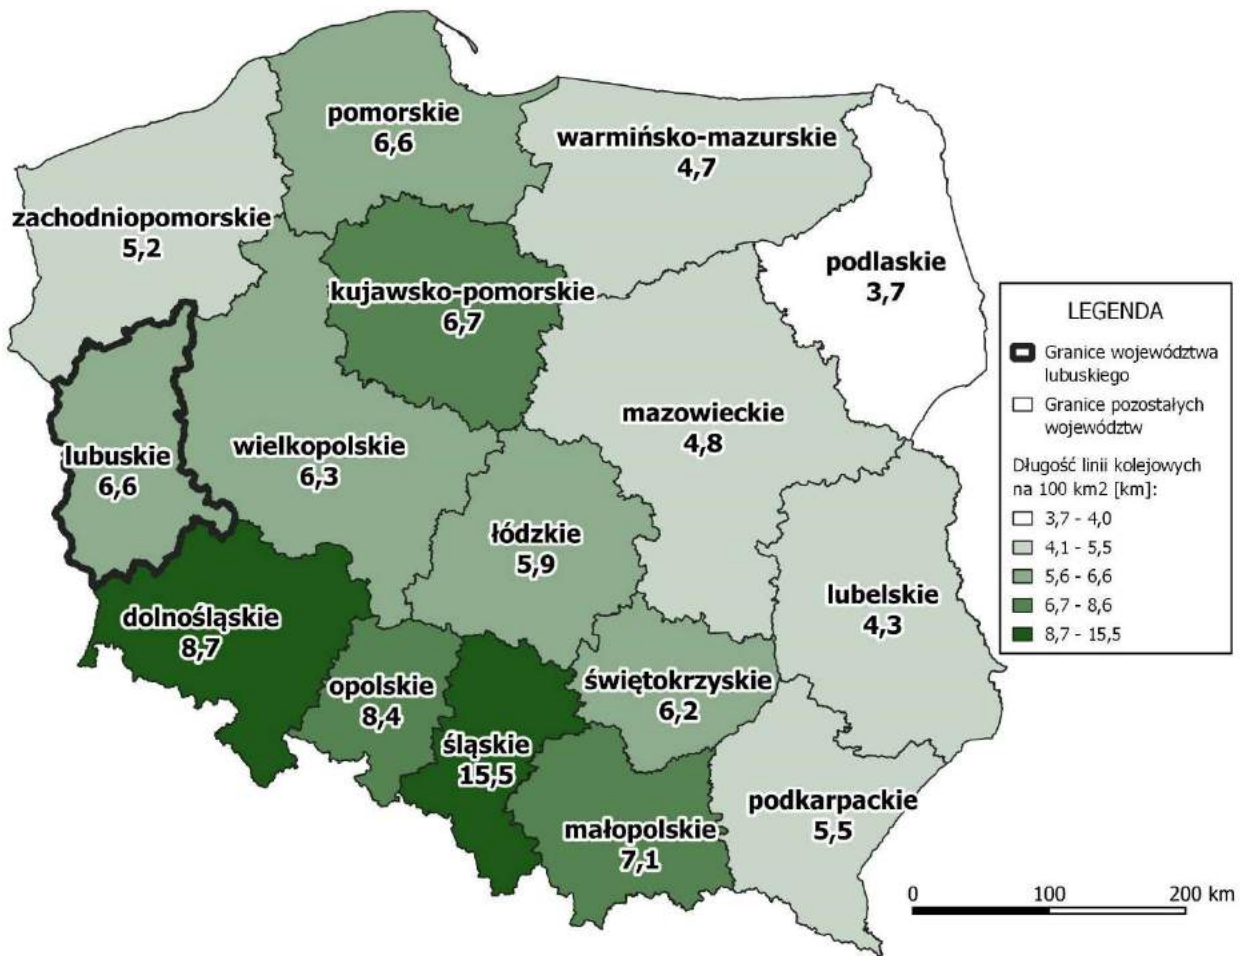 pomorskie
6,6
warmińsko-mazurskie
4,7
zachodniopomorskie
5,2
podlaskie
3,7
kujawsko-pomorskie
6,7
mazowieckie
4,8
wielkopolskie
6,3
lubuskie
6,6
łódzkie
5,9
lubelskie
4,3
dolnośląskie
8,7
opolskie
8,4
świętokrzyskie
6,2
śląskie
15,5
podkarpackie
5,5
małopolskie
7,1
LEGENDA
Granice województwa
lubuskiego
Granice pozostałych
województw
Długość linii kolejowych
na 100 km2 [km]:
3,7 - 4,0
4,1 - 5,5
5,6 - 6,6
6,7 - 8,6
8,7 - 15,5
0 100 200 km